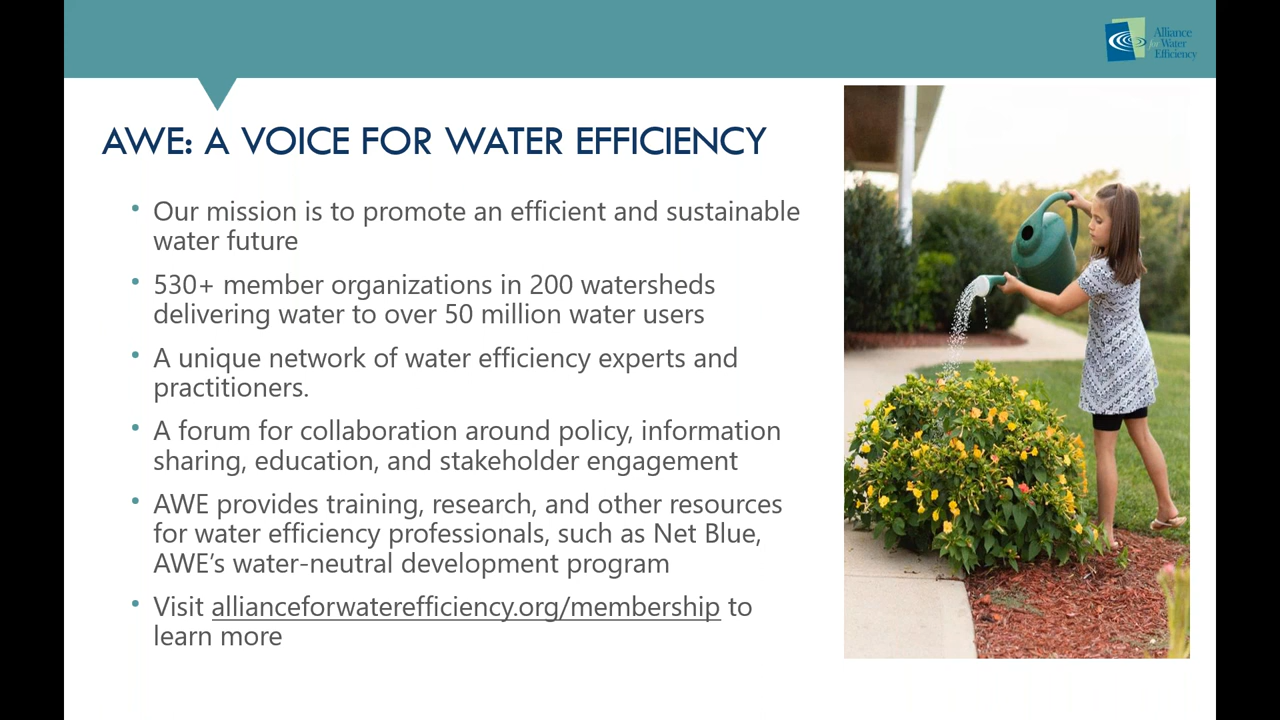 Alliance
for Water
Efficiency
AWE: A VOICE FOR WATER EFFICIENCY
• Our mission is to promote an efficient and sustainable
water future
• 530+ member organizations in 200 watersheds
delivering water to over 50 million water users
• A unique network of water efficiency experts and
practitioners.
• A forum for collaboration around policy, information
sharing, education, and stakeholder engagement
• AWE provides training, research, and other resources
for water efficiency professionals, such as Net Blue,
AWE’s water-neutral development program
• Visit allianceforwaterefficiency.org/membership to
learn more